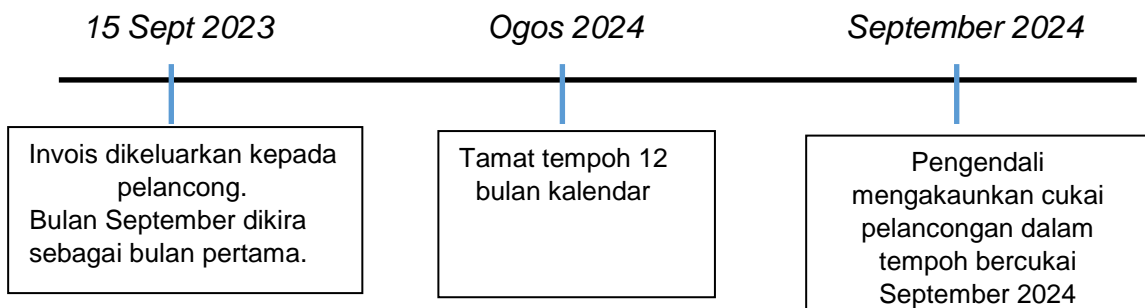 15 Sept 2023
Ogos 2024
September 2024
Invois dikeluarkan kepada
pelancong.
Bulan September dikira
sebagai bulan pertama.
Tamat tempoh 12
bulan kalendar
Pengendali
mengakaunkan cukai
pelancongan dalam
tempoh bercukai
September 2024